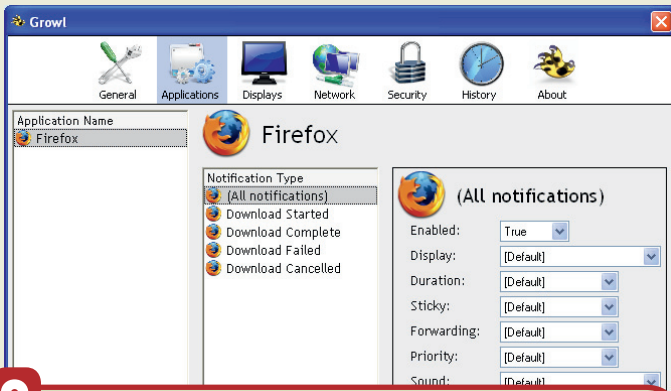 Growl
General Applications Displays Network Security History About
Application Name
Firefox
Firefox
Notification Type
(All notifications)
Download Started
Download Complete
Download Failed
Download Cancelled
(All notifications)
Enabled: True
Display: [Default]
Duration: [Default]
Sticky: [Default]
Forwarding: [Default]
Priority: [Default]
Sound: [Default]